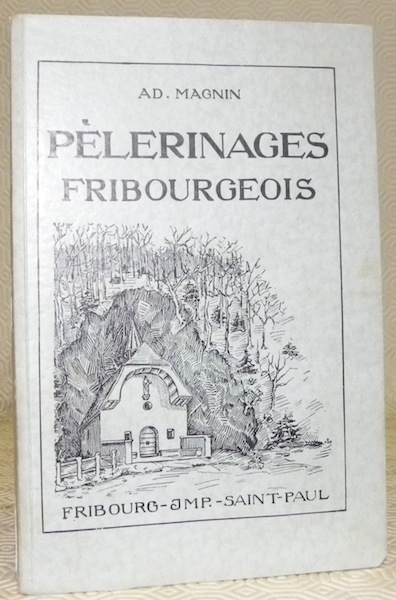 AD. MAGNIN
PÈLERINAGES
FRIBOURGEOIS
FRIBOURG-IMP.-SAINT-PAUL